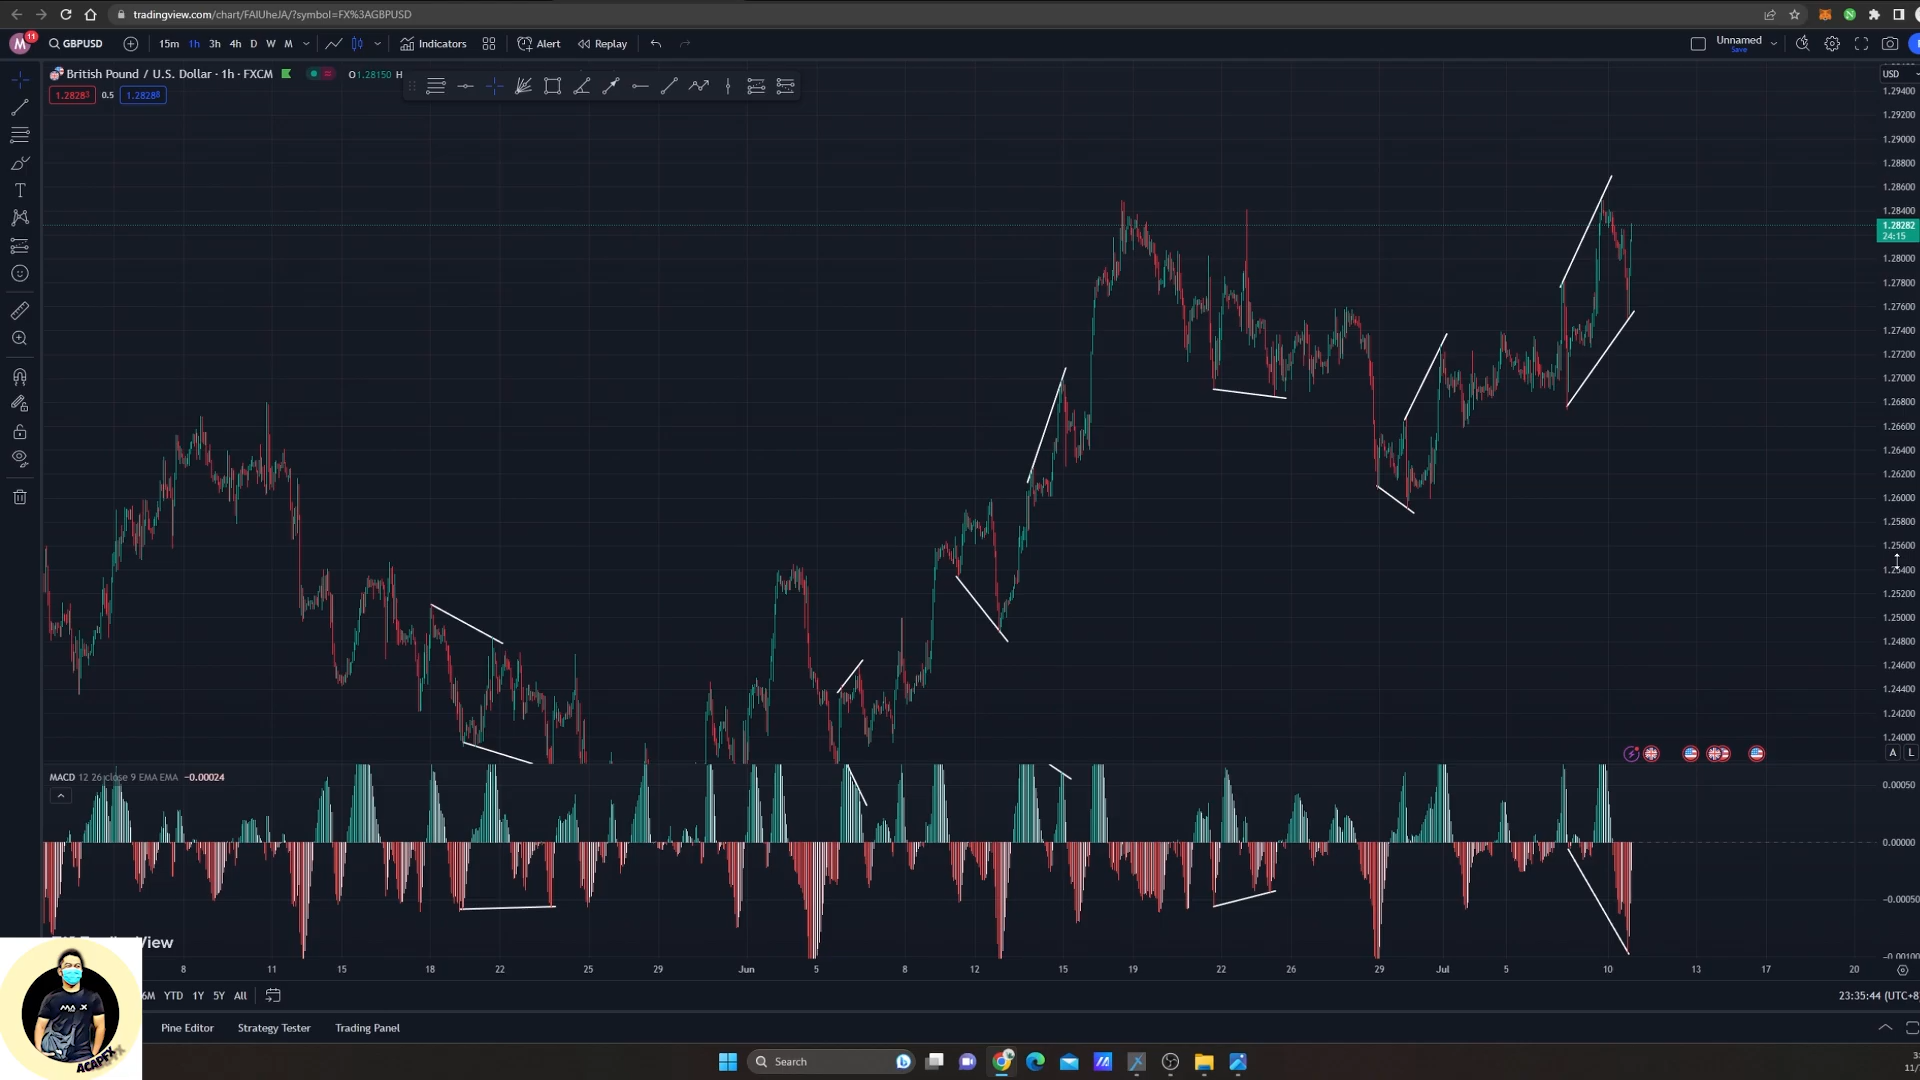 tradingview.com/chart/FAIUheJA/?symbol=FX%3AGBPUSD
M 11 GBPUSD 15m 1h 3h 4h D W M Indicators Alert Replay Unnamed Save
British Pound / U.S. Dollar · 1h · FXCM O1.28150 H
1.28283 0.5 1.28288
USD
1.29400
1.29200
1.29000
1.28800
1.28600
1.28400
1.28282
24:15
1.28000
1.27800
1.27600
1.27400
1.27200
1.27000
1.26800
1.26600
1.26400
1.26200
1.26000
1.25800
1.25600
1.25400
1.25200
1.25000
1.24800
1.24600
1.24400
1.24200
1.24000
A L
MACD 12 26 close 9 EMA EMA −0.00024
0.00050
0.00000
−0.00050
View
8 11 15 18 22 25 29 Jun 5 8 12 15 19 22 26 29 Jul 5 10 13 17 20
6M YTD 1Y 5Y All
23:35:44 (UTC+8
Pine Editor Strategy Tester Trading Panel
ACAPFX
Search